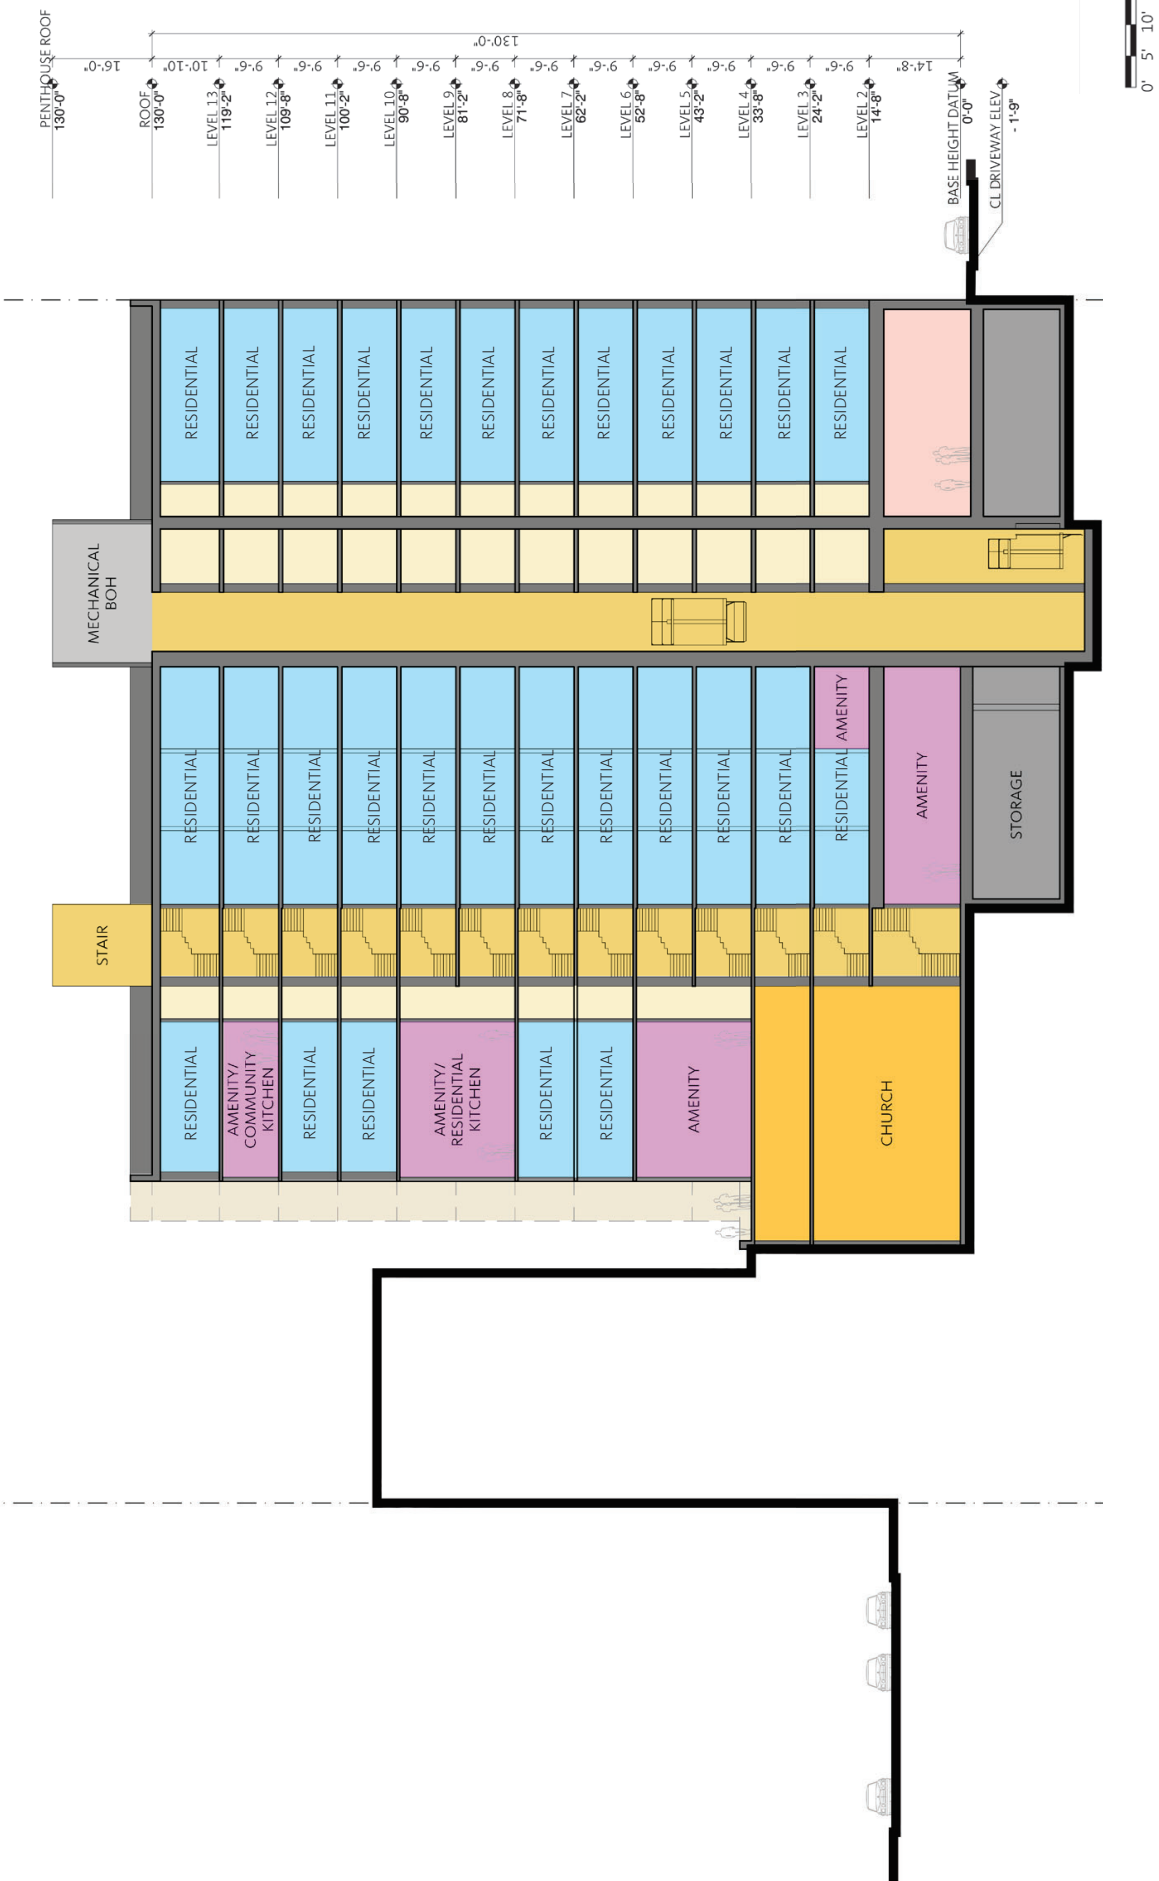 PENTHOUSE ROOF
130'-0"
16'-0"
STAIR
MECHANICAL
BOH
ROOF
130'-0"
10'-10"
RESIDENTIAL
RESIDENTIAL
RESIDENTIAL
LEVEL 13
119'-2"
9'-6"
AMENITY/
COMMUNITY
KITCHEN
RESIDENTIAL
RESIDENTIAL
LEVEL 12
109'-8"
9'-6"
RESIDENTIAL
RESIDENTIAL
RESIDENTIAL
LEVEL 11
100'-2"
9'-6"
RESIDENTIAL
RESIDENTIAL
RESIDENTIAL
LEVEL 10
90'-8"
9'-6"
AMENITY/
RESIDENTIAL
KITCHEN
RESIDENTIAL
RESIDENTIAL
LEVEL 9
81'-2"
9'-6"
RESIDENTIAL
RESIDENTIAL
LEVEL 8
71'-8"
130'-0"
9'-6"
RESIDENTIAL
RESIDENTIAL
RESIDENTIAL
LEVEL 7
62'-2"
9'-6"
RESIDENTIAL
RESIDENTIAL
RESIDENTIAL
LEVEL 6
52'-8"
9'-6"
AMENITY
RESIDENTIAL
RESIDENTIAL
LEVEL 5
43'-2"
9'-6"
RESIDENTIAL
RESIDENTIAL
LEVEL 4
33'-8"
9'-6"
RESIDENTIAL
RESIDENTIAL
LEVEL 3
24'-2"
9'-6"
RESIDENTIAL
AMENITY
RESIDENTIAL
LEVEL 2
14'-8"
14'-8"
CHURCH
AMENITY
BASE HEIGHT DATUM
0'-0"
STORAGE
CL DRIVEWAY ELEV
- 1'-9"
0' 5' 10'